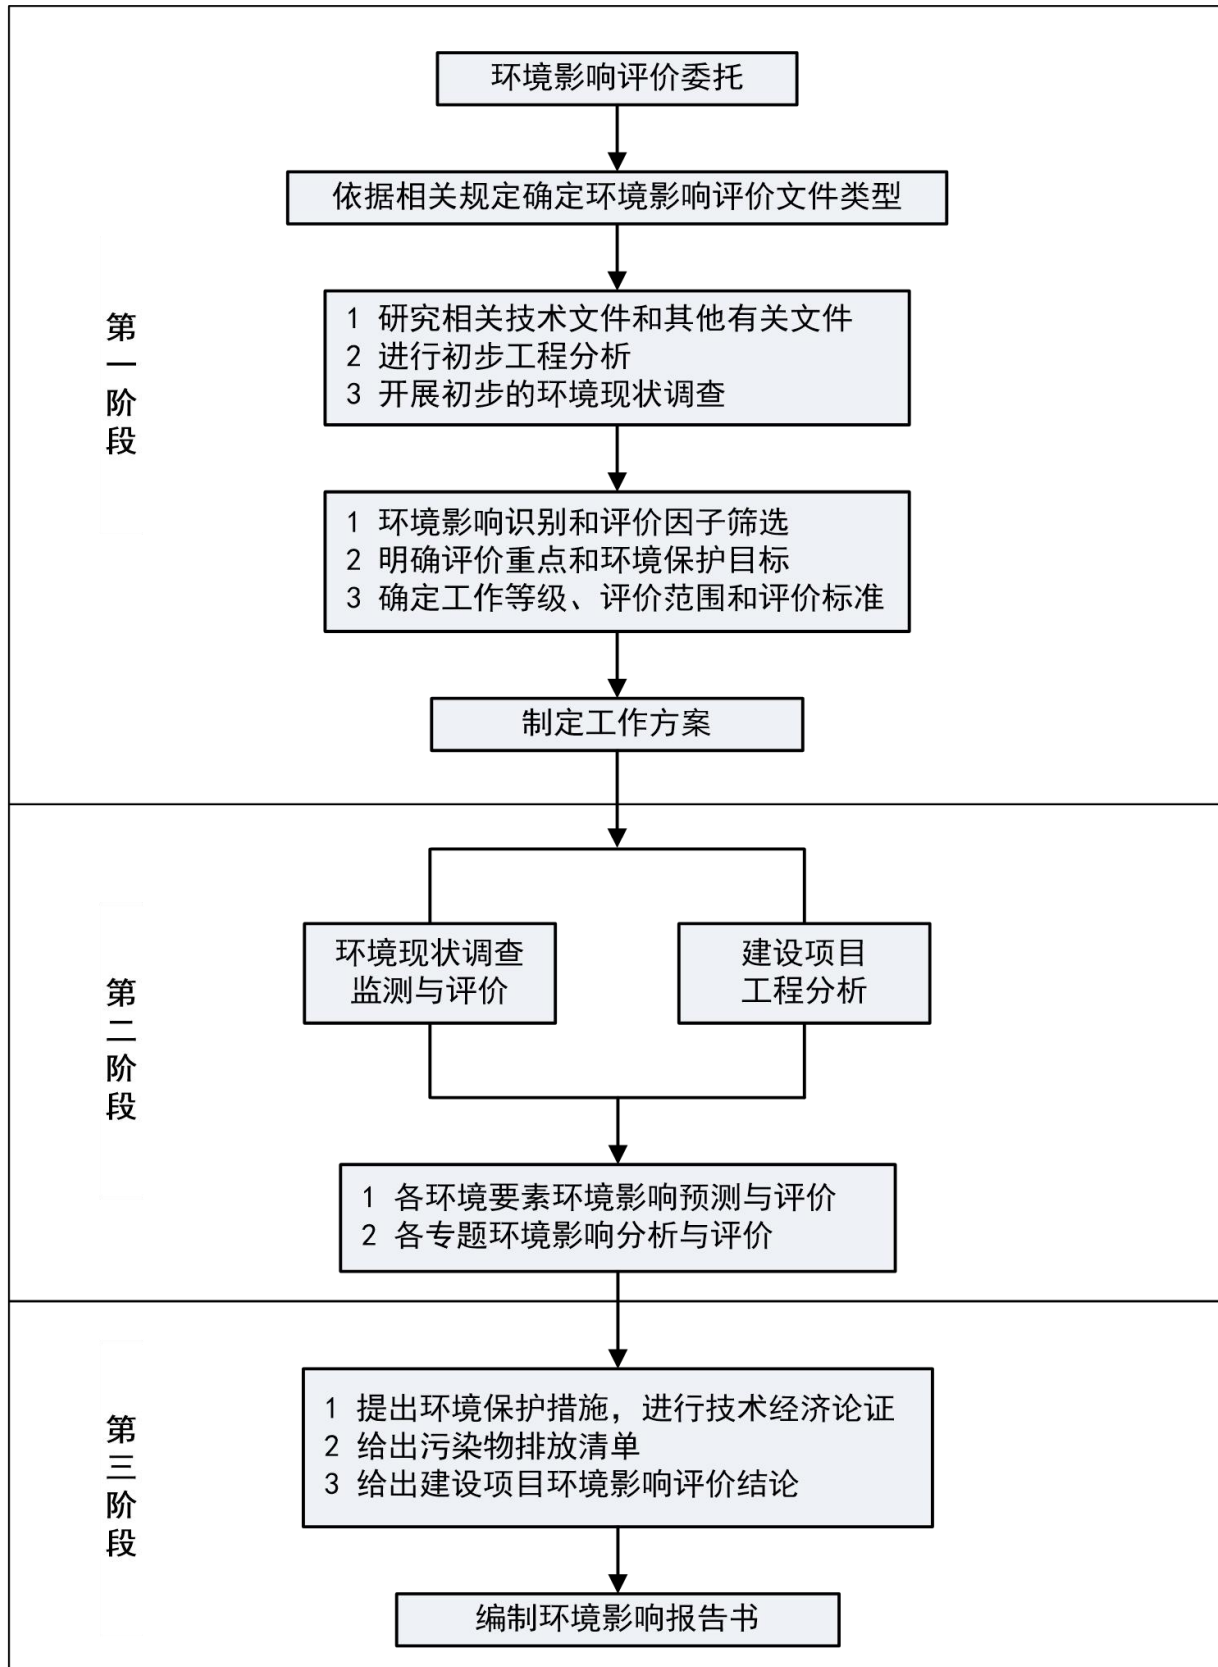 环境影响评价委托
依据相关规定确定环境影响评价文件类型
第一阶段
1 研究相关技术文件和其他有关文件
2 进行初步工程分析
3 开展初步的环境现状调查
1 环境影响识别和评价因子筛选
2 明确评价重点和环境保护目标
3 确定工作等级、评价范围和评价标准
制定工作方案
第二阶段
环境现状调查
监测与评价
建设项目
工程分析
1 各环境要素环境影响预测与评价
2 各专题环境影响分析与评价
第三阶段
1 提出环境保护措施，进行技术经济论证
2 给出污染物排放清单
3 给出建设项目环境影响评价结论
编制环境影响报告书